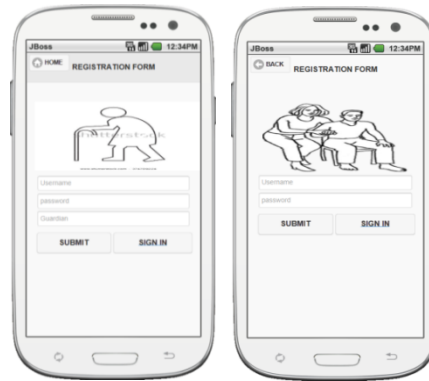 JBoss 12:34PM
HOME REGISTRATION FORM
shutterstock
Username
password
Guardian
SUBMIT SIGN IN
JBoss 12:34PM
BACK REGISTRATION FORM
Username
password
SUBMIT SIGN IN